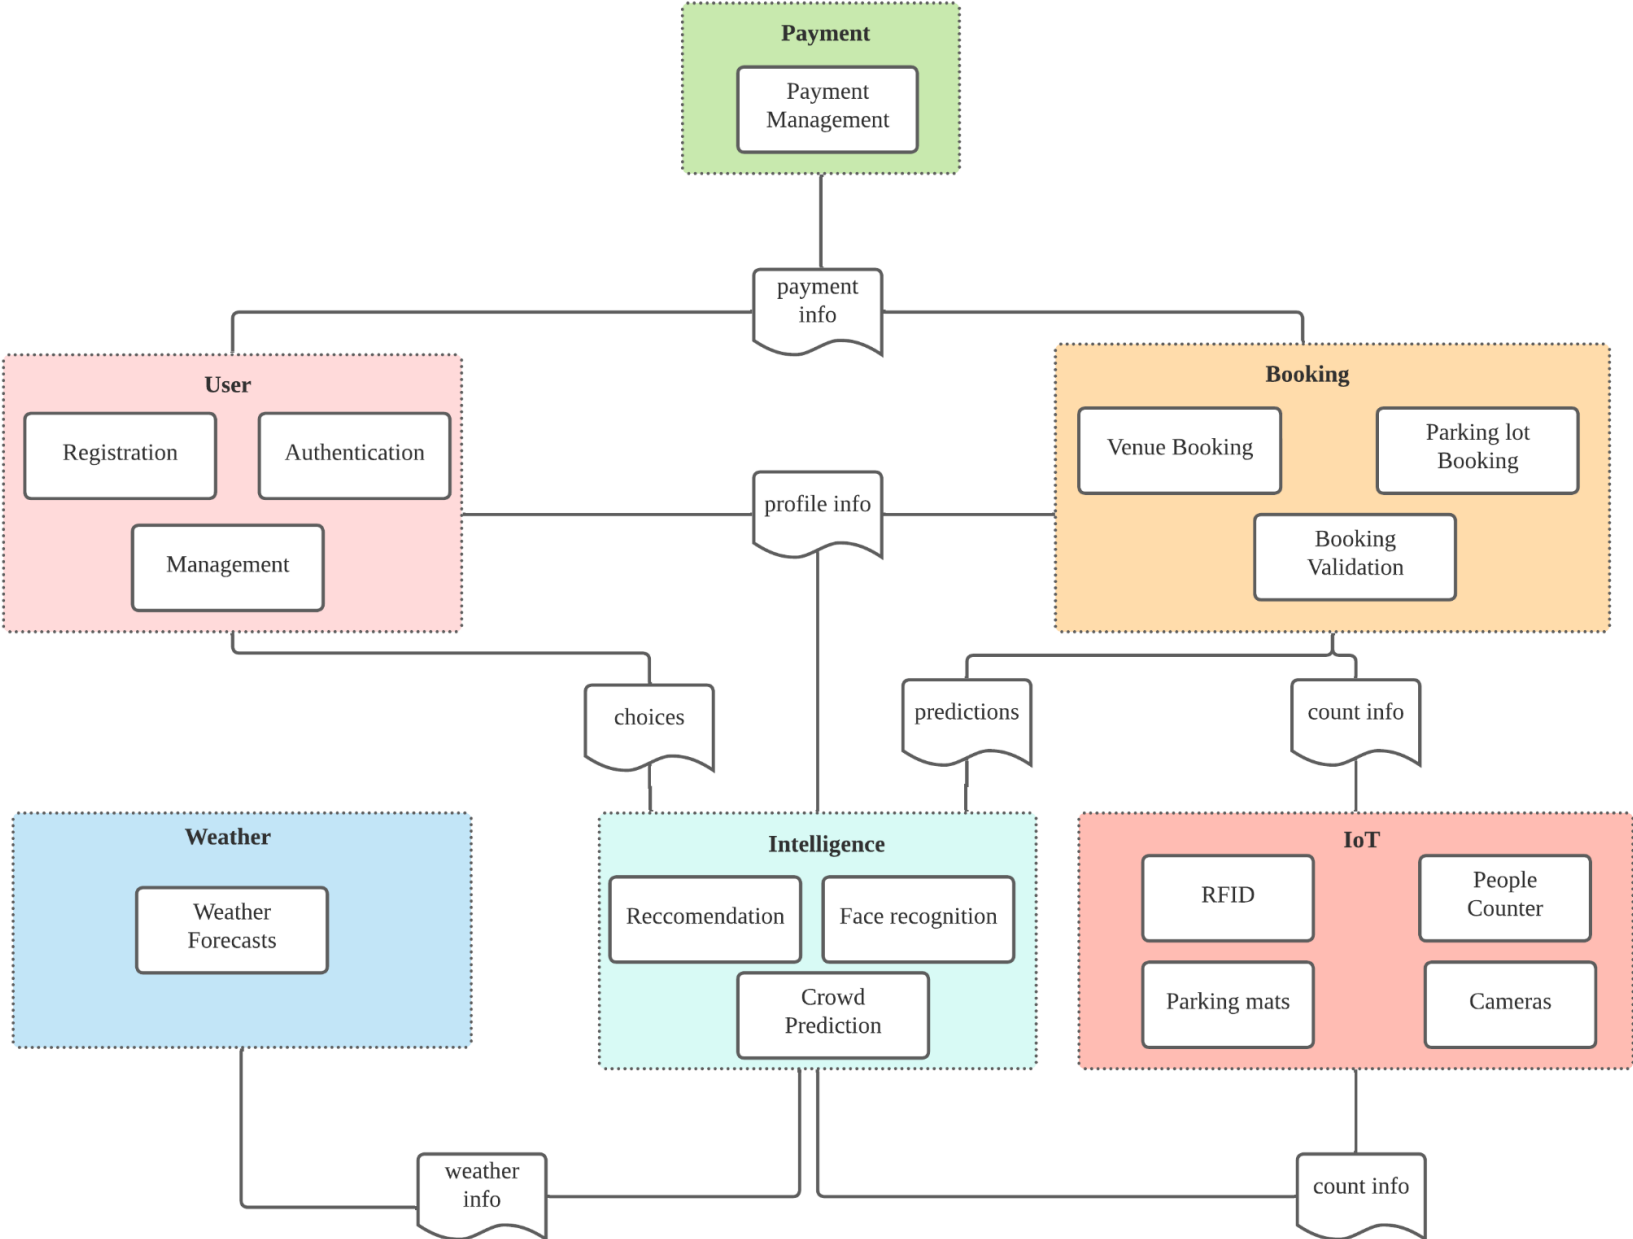 Payment
Payment
Management
payment
info
User
Registration
Authentication
Management
Booking
Venue Booking
Parking lot
Booking
Booking
Validation
profile info
choices
predictions
count info
Weather
Weather
Forecasts
Intelligence
Reccomendation
Face recognition
Crowd
Prediction
IoT
RFID
People
Counter
Parking mats
Cameras
weather
info
count info